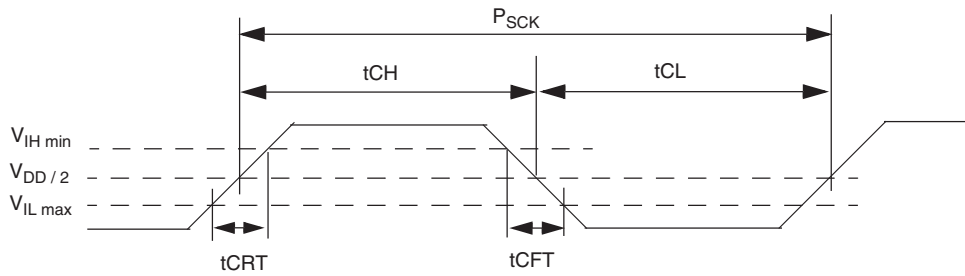 PSCK
tCH tCL
VIH min
VDD / 2
VIL max
tCRT tCFT